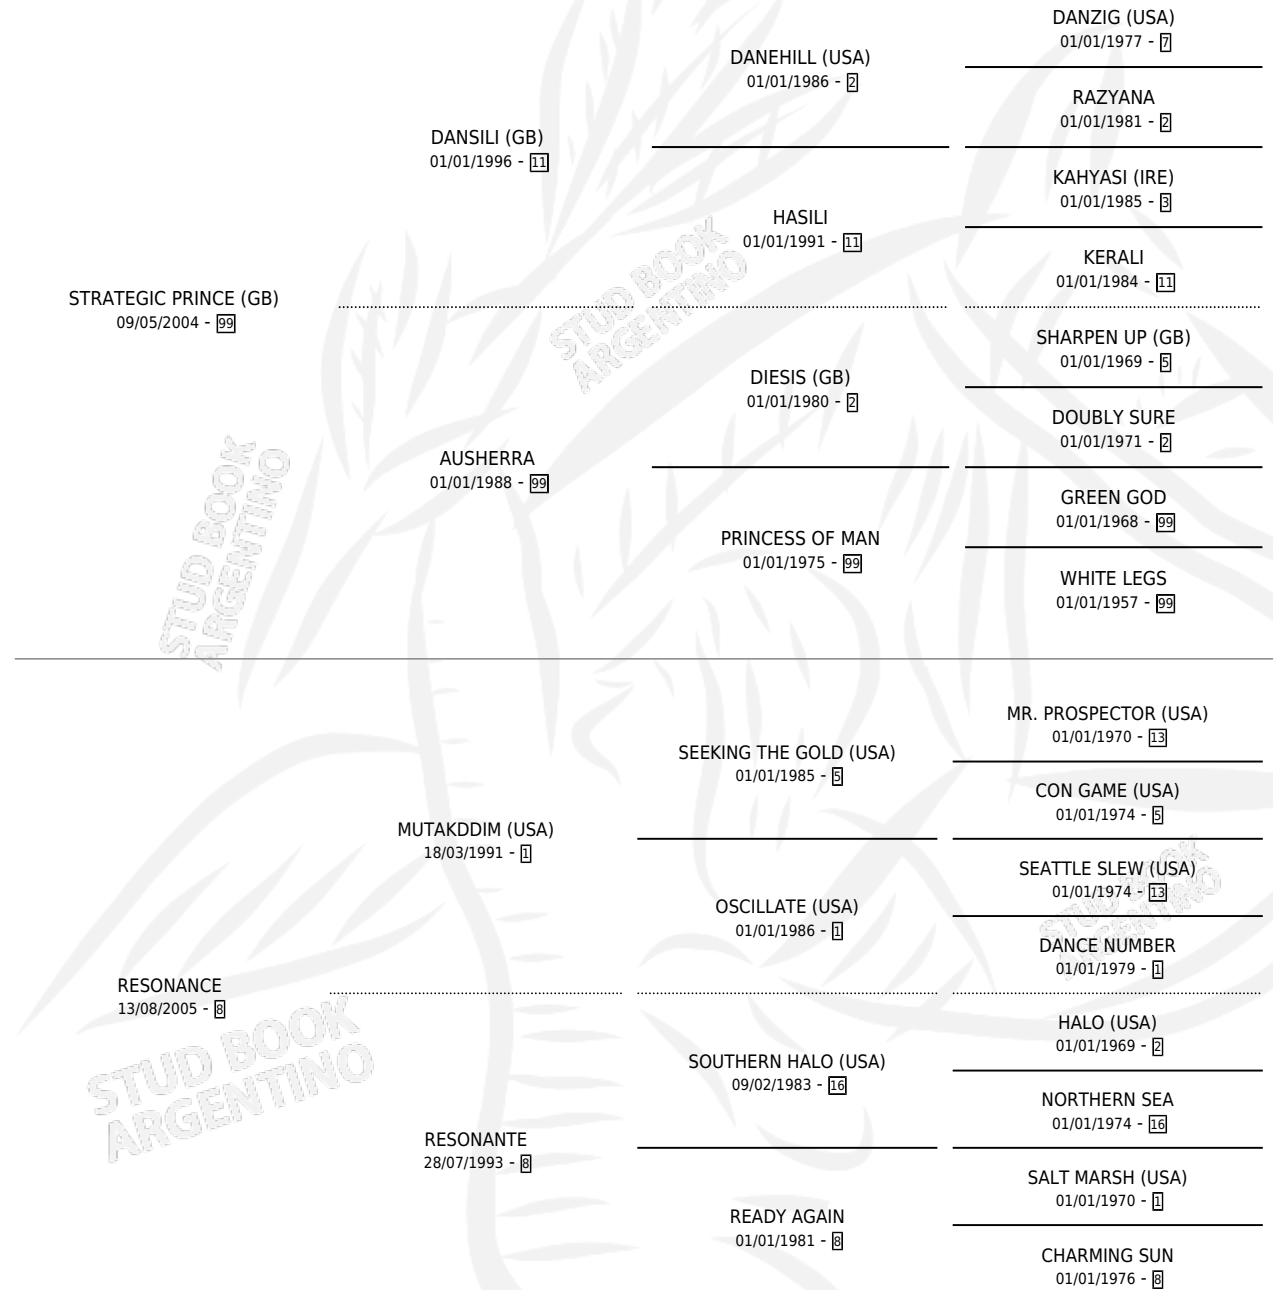 DANZIG (USA)
01/01/1977 - 7
DANEHILL (USA)
01/01/1986 - 2
RAZYANA
01/01/1981 - 2
DANSILI (GB)
01/01/1996 - 11
KAHYASI (IRE)
01/01/1985 - 3
HASILI
01/01/1991 - 11
KERALI
01/01/1984 - 11
STRATEGIC PRINCE (GB)
09/05/2004 - 99
SHARPEN UP (GB)
01/01/1969 - 5
DIESIS (GB)
01/01/1980 - 2
DOUBLY SURE
01/01/1971 - 2
AUSHERRA
01/01/1988 - 99
GREEN GOD
01/01/1968 - 99
PRINCESS OF MAN
01/01/1975 - 99
WHITE LEGS
01/01/1957 - 99
MR. PROSPECTOR (USA)
01/01/1970 - 13
SEEKING THE GOLD (USA)
01/01/1985 - 5
CON GAME (USA)
01/01/1974 - 5
MUTAKDDIM (USA)
18/03/1991 - 1
SEATTLE SLEW (USA)
01/01/1974 - 13
OSCILLATE (USA)
01/01/1986 - 1
DANCE NUMBER
01/01/1979 - 1
RESONANCE
13/08/2005 - 8
HALO (USA)
01/01/1969 - 2
SOUTHERN HALO (USA)
09/02/1983 - 16
NORTHERN SEA
01/01/1974 - 16
RESONANTE
28/07/1993 - 8
SALT MARSH (USA)
01/01/1970 - 1
READY AGAIN
01/01/1981 - 8
CHARMING SUN
01/01/1976 - 8
STUD BOOK
ARGENTINO
STUD BOOK
ARGENTINO
STUD BOOK
ARGENTINO
STUD BOOK
ARGENTINO